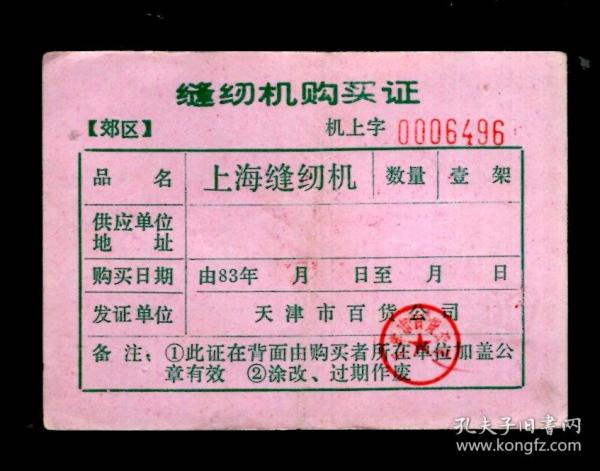 缝纫机购买证
【郊区】 机上字 0006496
品 名 上海缝纫机 数量 壹 架
供应单位
地 址
购买日期 由83年 月 日至 月 日
发证单位 天津市百货公司
备 注：①此证在背面由购买者所在单位加盖公
章有效 ②涂改、过期作废
孔夫子旧书网
www.kongfz.com